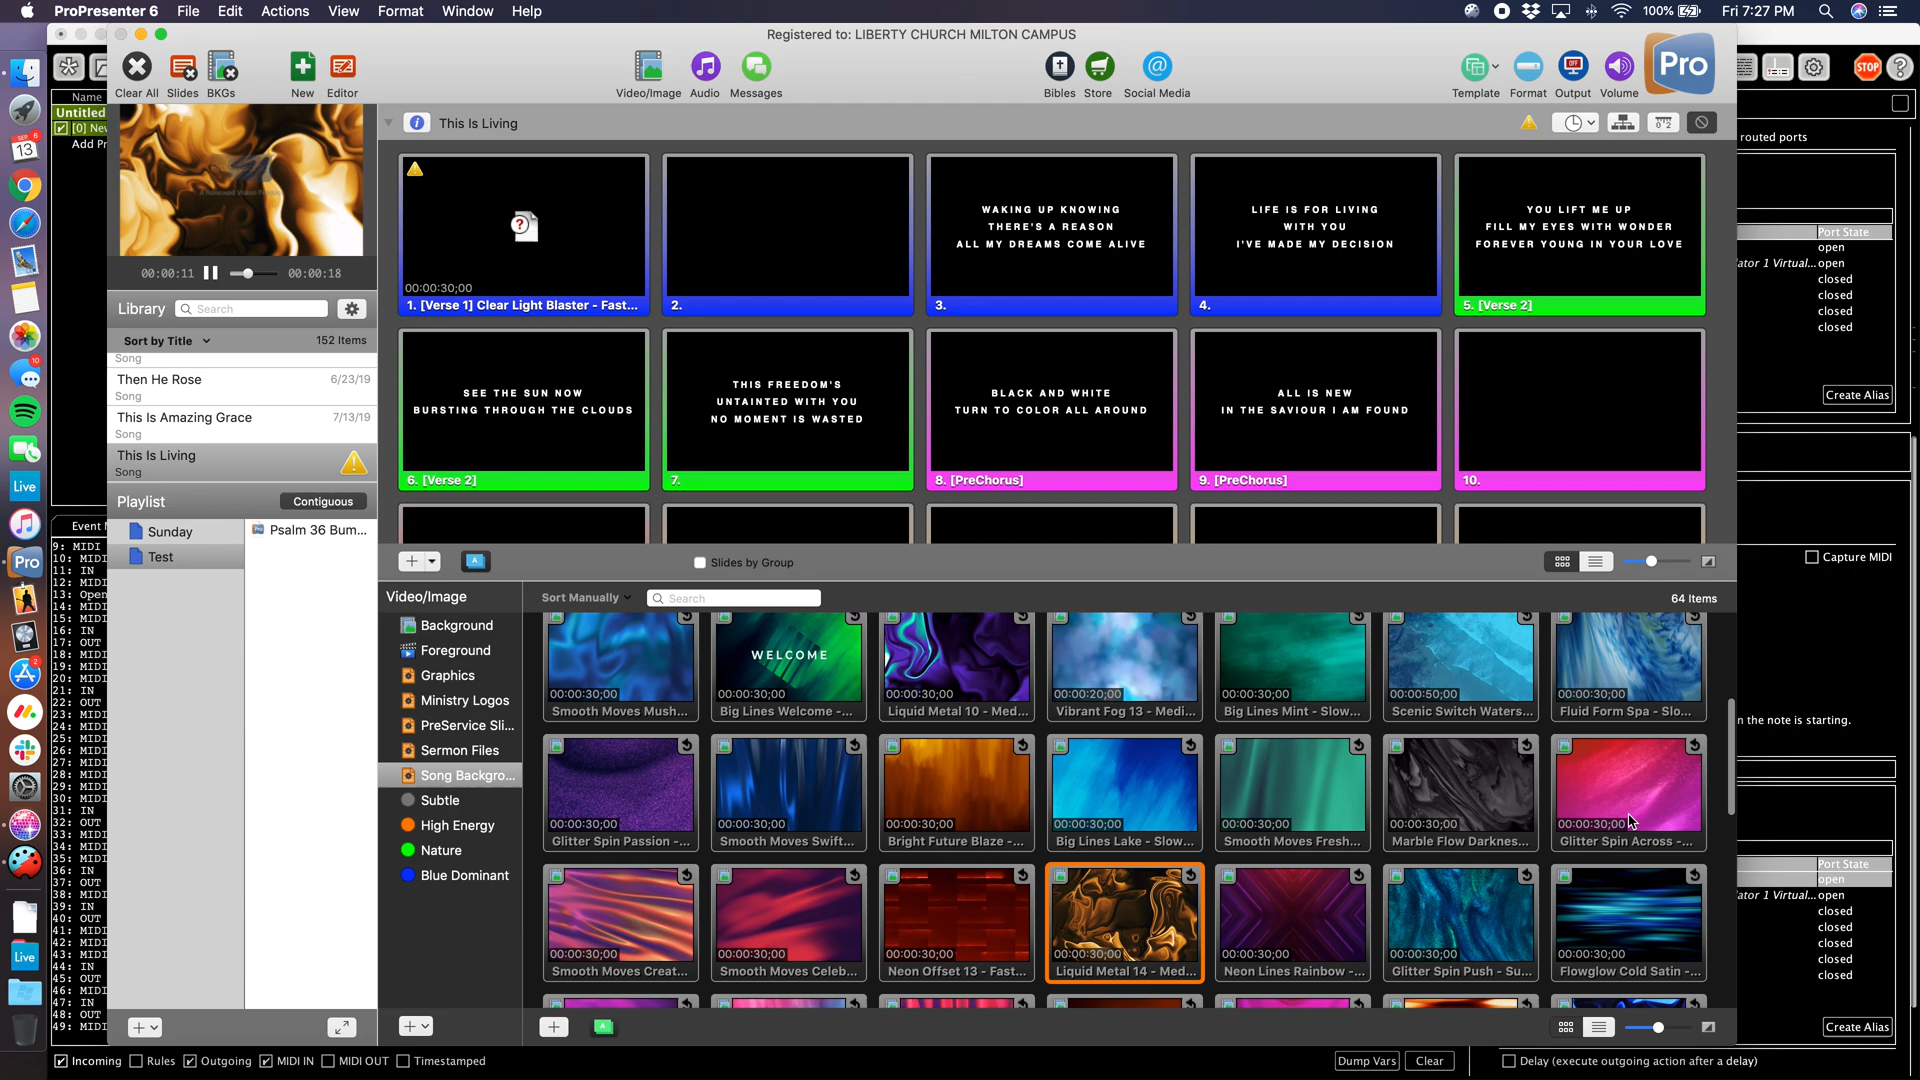 ProPresenter 6 File Edit Actions View Format Window Help
100% Fri 7:27 PM
Registered to: LIBERTY CHURCH MILTON CAMPUS
Clear All Slides BKGs New Editor Video/Image Audio Messages Bibles Store Social Media Template Format Output Volume Pro
OFF
STOP
?
Name
Untitled
[0] New
Add Pr
SEP 6
13
This Is Living
routed ports
Port State
open
ator 1 Virtual... open
closed
closed
closed
closed
Create Alias
00:00:11 00:00:18
Library Search
Sort by Title 152 Items
Song
Then He Rose 6/23/19
Song
This Is Amazing Grace 7/13/19
Song
This Is Living
Song
Playlist Contiguous
Sunday
Test
Psalm 36 Bum...
00:00:30;00
1. [Verse 1] Clear Light Blaster - Fast...
2.
WAKING UP KNOWING
THERE'S A REASON
ALL MY DREAMS COME ALIVE
3.
LIFE IS FOR LIVING
WITH YOU
I'VE MADE MY DECISION
4.
YOU LIFT ME UP
FILL MY EYES WITH WONDER
FOREVER YOUNG IN YOUR LOVE
5. [Verse 2]
SEE THE SUN NOW
BURSTING THROUGH THE CLOUDS
6. [Verse 2]
THIS FREEDOM'S
UNTAINTED WITH YOU
NO MOMENT IS WASTED
7.
BLACK AND WHITE
TURN TO COLOR ALL AROUND
8. [PreChorus]
ALL IS NEW
IN THE SAVIOUR I AM FOUND
9. [PreChorus]
10.
Slides by Group
Capture MIDI
Video/Image Sort Manually Search 64 Items
Background
Foreground
Graphics
Ministry Logos
PreService Sli...
Sermon Files
Song Backgro...
Subtle
High Energy
Nature
Blue Dominant
WELCOME
00:00:30;00 00:00:30;00 00:00:30;00 00:00:20;00 00:00:30;00 00:00:50;00 00:00:30;00
Smooth Moves Mush... Big Lines Welcome -... Liquid Metal 10 - Med... Vibrant Fog 13 - Medi... Big Lines Mint - Slow... Scenic Switch Waters... Fluid Form Spa - Slo...
00:00:30;00 00:00:30;00 00:00:30;00 00:00:30;00 00:00:30;00 00:00:30;00 00:00:30;00
Glitter Spin Passion -... Smooth Moves Swift... Bright Future Blaze -... Big Lines Lake - Slow... Smooth Moves Fresh... Marble Flow Darknes... Glitter Spin Across -...
00:00:30;00 00:00:30;00 00:00:30;00 00:00:30;00 00:00:30;00 00:00:30;00 00:00:30;00
Smooth Moves Creat... Smooth Moves Celeb... Neon Offset 13 - Fast... Liquid Metal 14 - Med... Neon Lines Rainbow -... Glitter Spin Push - Su... Flowglow Cold Satin -...
n the note is starting.
Port State
open
ator 1 Virtual... open
closed
closed
closed
closed
closed
Create Alias
Event M
9: MIDI
10: MIDI
11: IN
12: MIDI
13: Open
14: MIDI
15: MIDI
16: IN
17: OUT
18: MIDI
19: MIDI
20: MIDI
21: IN
22: OUT
23: MIDI
24: MIDI
25: MIDI
26: MIDI
27: MIDI
28: MIDI
29: MIDI
30: MIDI
31: IN
32: OUT
33: MIDI
34: MIDI
35: MIDI
36: IN
37: OUT
38: MIDI
39: IN
40: OUT
41: MIDI
42: MIDI
43: MIDI
44: IN
45: OUT
46: MIDI
47: IN
48: OUT
49: MIDI
Live
Pro
Live
Incoming Rules Outgoing MIDI IN MIDI OUT Timestamped Dump Vars Clear Delay (execute outgoing action after a delay)